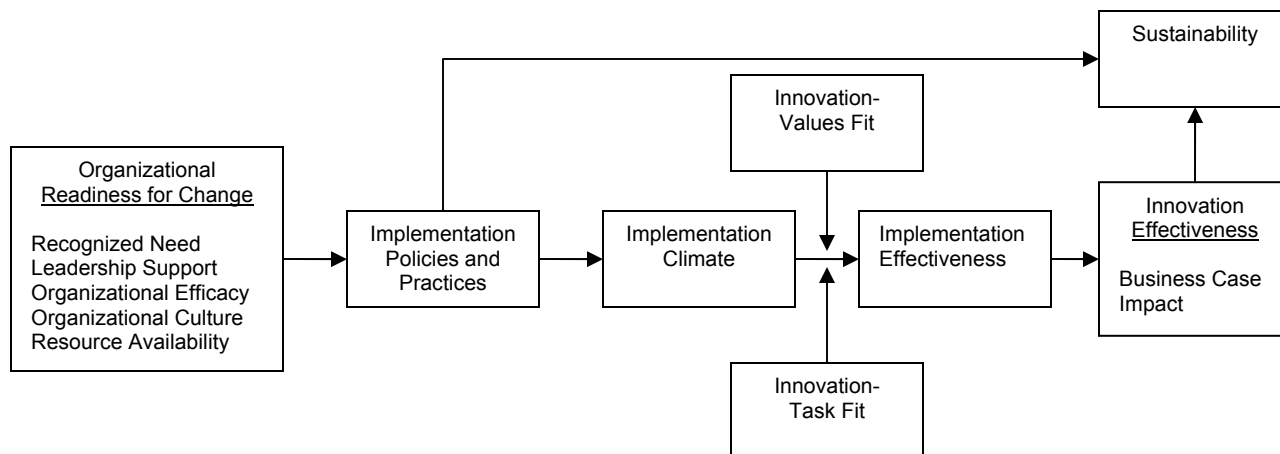 Sustainability
Innovation-
Values Fit
Organizational
Readiness for Change
Recognized Need
Leadership Support
Organizational Efficacy
Organizational Culture
Resource Availability
Implementation
Policies and
Practices
Implementation
Climate
Implementation
Effectiveness
Innovation
Effectiveness
Business Case
Impact
Innovation-
Task Fit